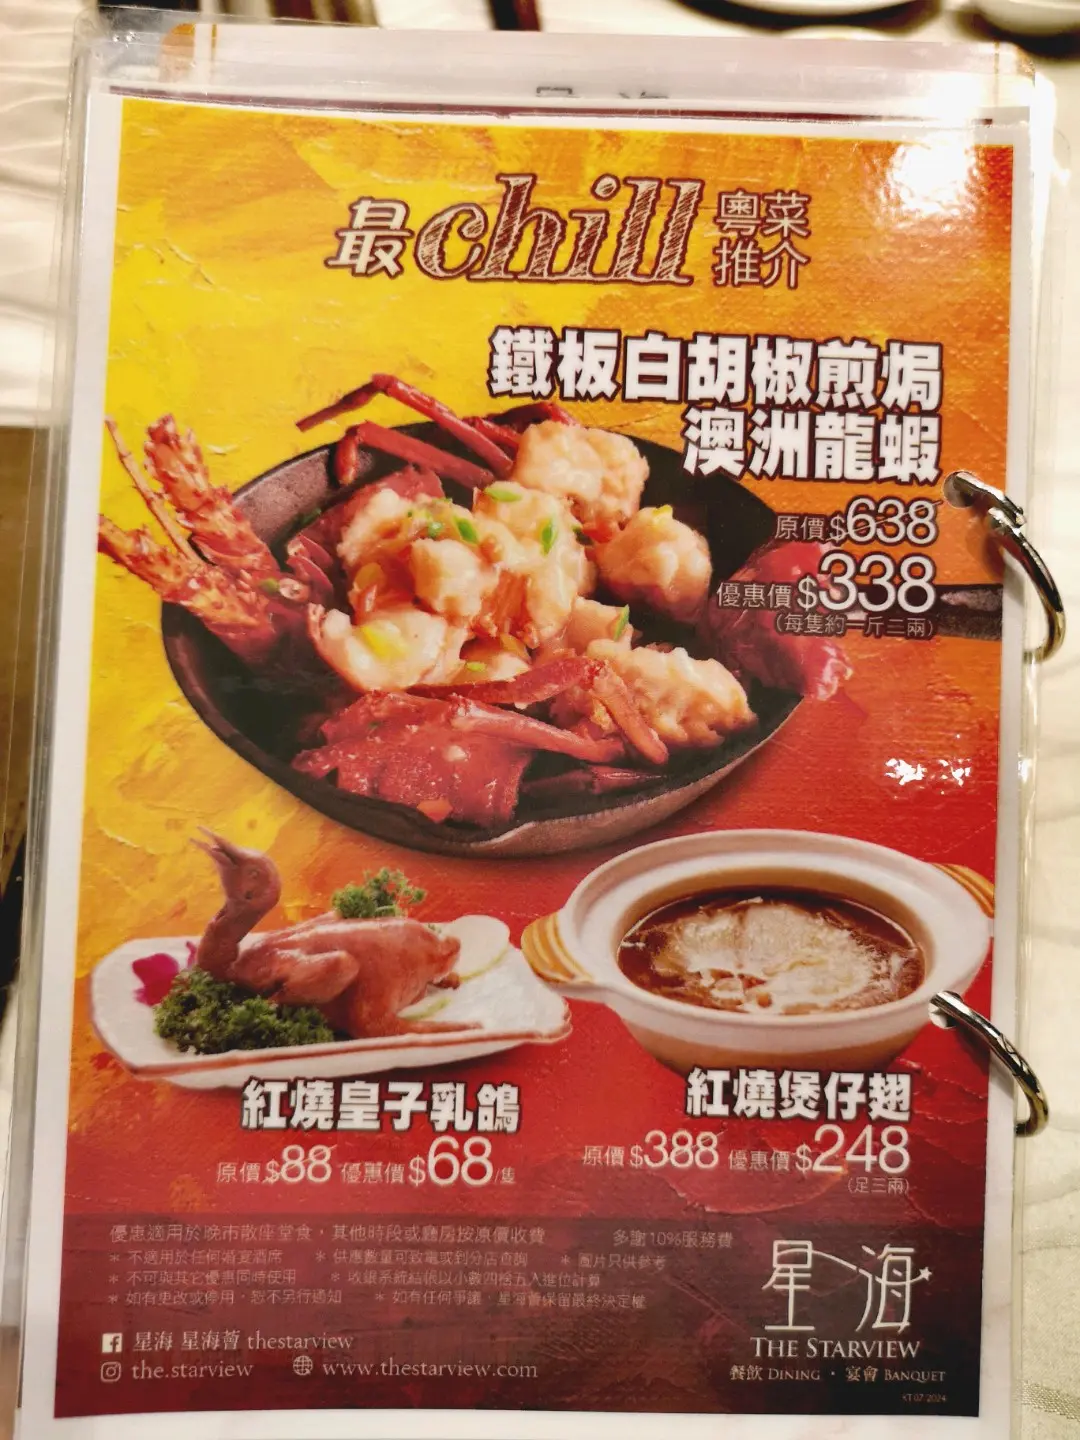 最chill粵菜推介
鐵板白胡椒煎焗
澳洲龍蝦
原價$638
優惠價$338
(每隻約一斤二兩)
紅燒皇子乳鴿
原價$88 優惠價$68/隻
紅燒煲仔翅
原價$388 優惠價$248
(足三兩)
優惠適用於晚市散座堂食，其他時段或廳房按原價收費
多謝10%服務費
* 不適用於任何婚宴酒席 * 供應數量可致電或到分店查詢 * 圖片只供參考
* 不可與其它優惠同時使用 * 收銀系統結帳以小數四捨五入進位計算
* 如有更改或停用，恕不另行通知 * 如有任何爭議，星海薈保留最終決定權
星海 星海薈 thestarview
the.starview www.thestarview.com
星海
THE STARVIEW
餐飲 DINING · 宴會 BANQUET
ST 07/2024